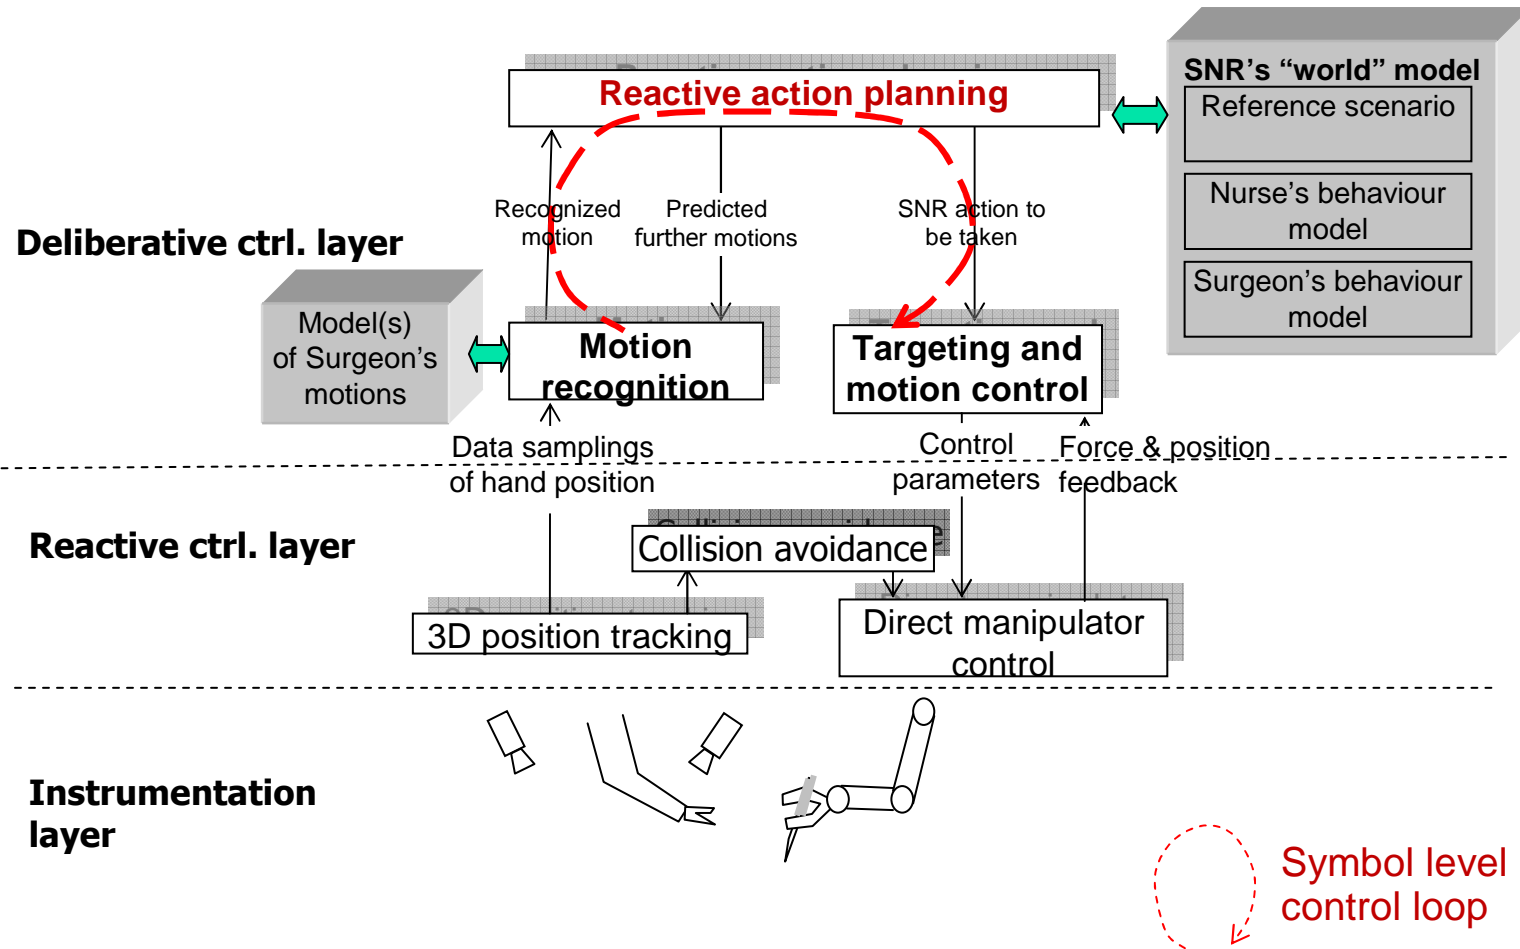 Reactive action planning
SNR's “world” model
Reference scenario
Nurse’s behaviour
model
Surgeon’s behaviour
model
Recognized
motion
Predicted
further motions
SNR action to
be taken
Deliberative ctrl. layer
Model(s)
of Surgeon’s
motions
Motion
recognition
Targeting and
motion control
Data samplings
of hand position
Control
parameters
Force & position
feedback
Reactive ctrl. layer
Collision avoidance
3D position tracking
Direct manipulator
control
Instrumentation
layer
Symbol level
control loop